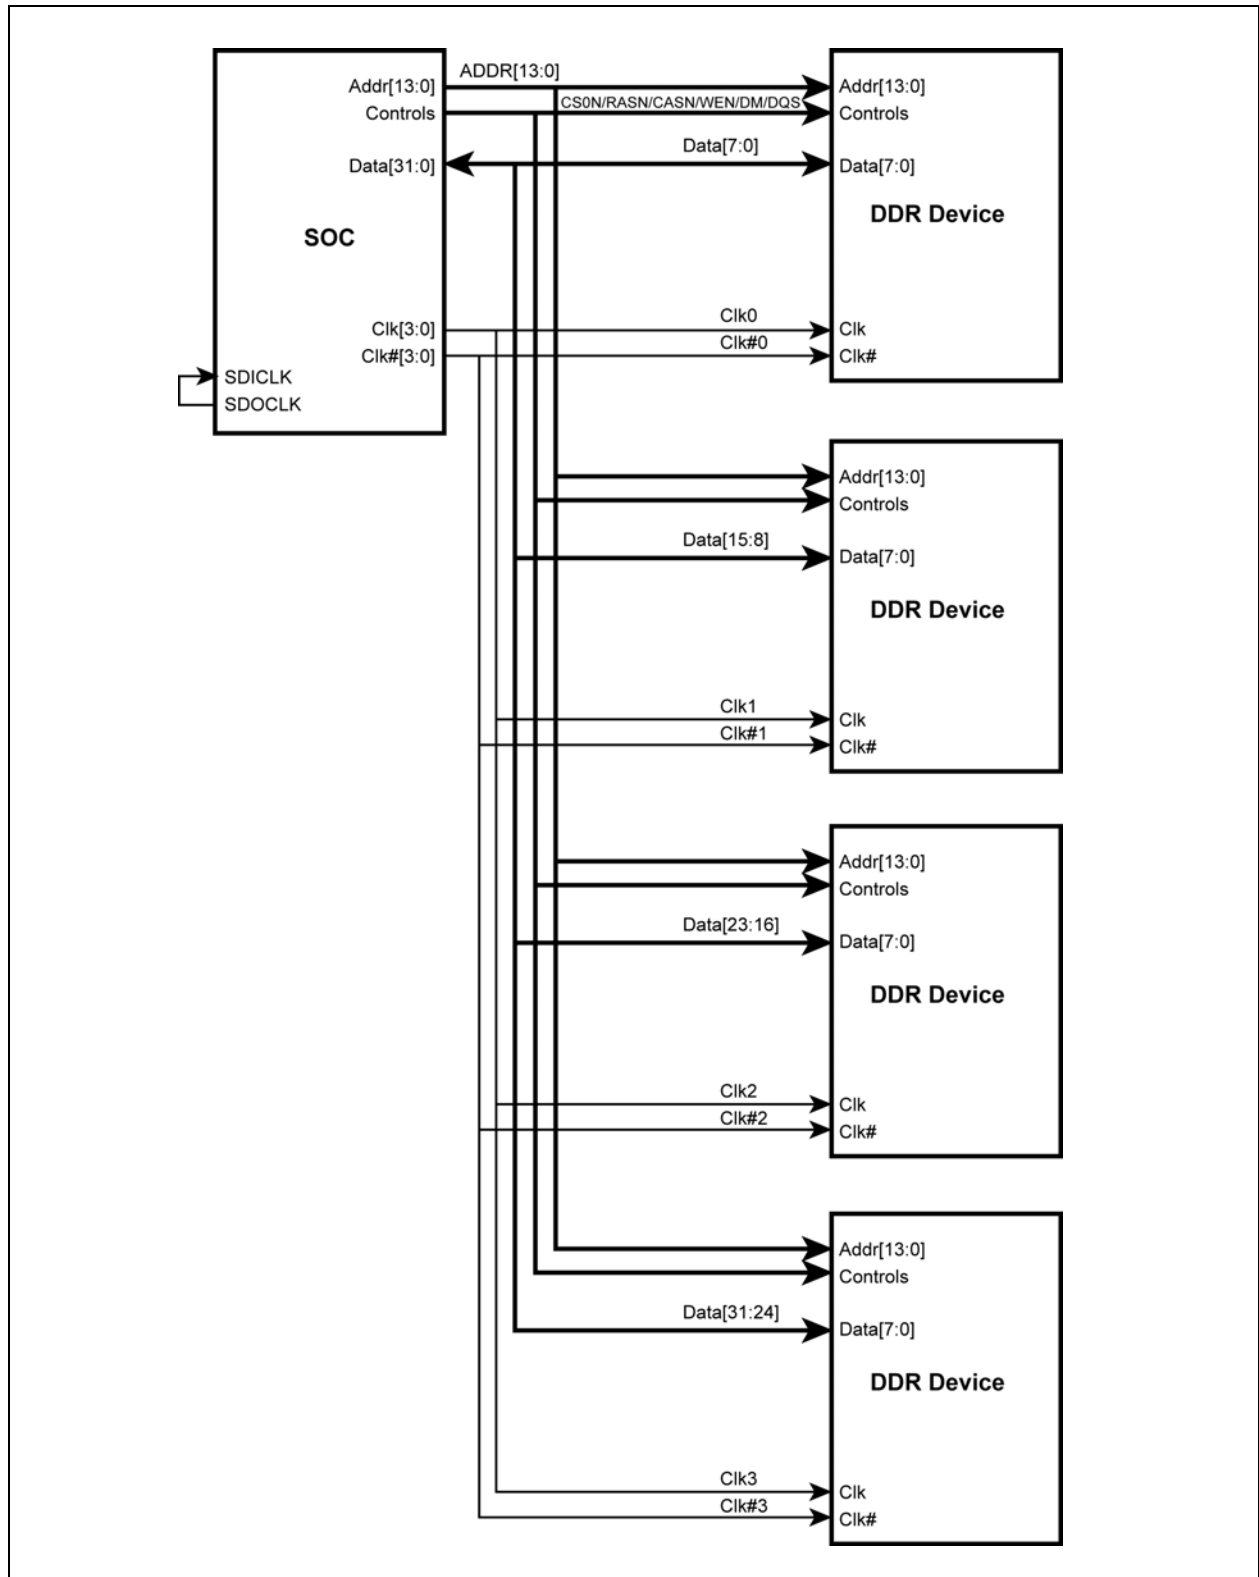 ADDR[13:0]
Addr[13:0]
Controls
Data[31:0]
SOC
Clk[3:0]
Clk#[3:0]
SDICLK
SDOCLK
CS0N/RASN/CASN/WEN/DM/DQS
Data[7:0]
Clk0
Clk#0
Addr[13:0]
Controls
Data[7:0]
DDR Device
Clk
Clk#
Data[15:8]
Clk1
Clk#1
Addr[13:0]
Controls
Data[7:0]
DDR Device
Clk
Clk#
Data[23:16]
Clk2
Clk#2
Addr[13:0]
Controls
Data[7:0]
DDR Device
Clk
Clk#
Data[31:24]
Clk3
Clk#3
Addr[13:0]
Controls
Data[7:0]
DDR Device
Clk
Clk#